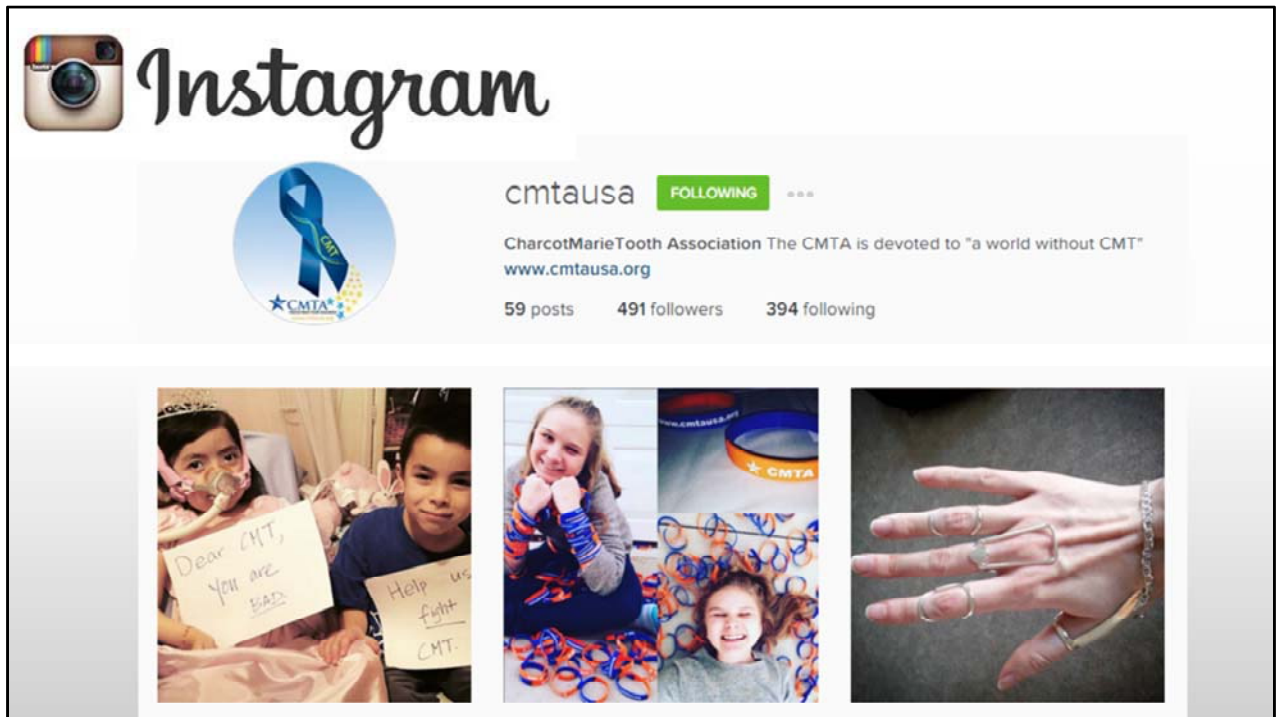 Instagram
cmtausa FOLLOWING
CharcotMarieTooth Association The CMTA is devoted to "a world without CMT"
www.cmtausa.org
59 posts 491 followers 394 following
CMT
CMTA
Dear CMT,
You are
BAD.
Help us
fight
CMT.
www.cmtausa.org
CMTA